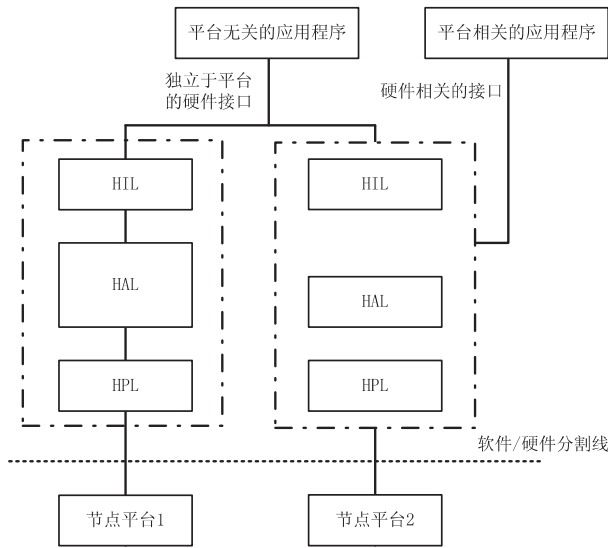 平台无关的应用程序
平台相关的应用程序
独立于平台
的硬件接口
硬件相关的接口
HIL
HIL
HAL
HAL
HPL
HPL
软件/硬件分割线
节点平台1
节点平台2